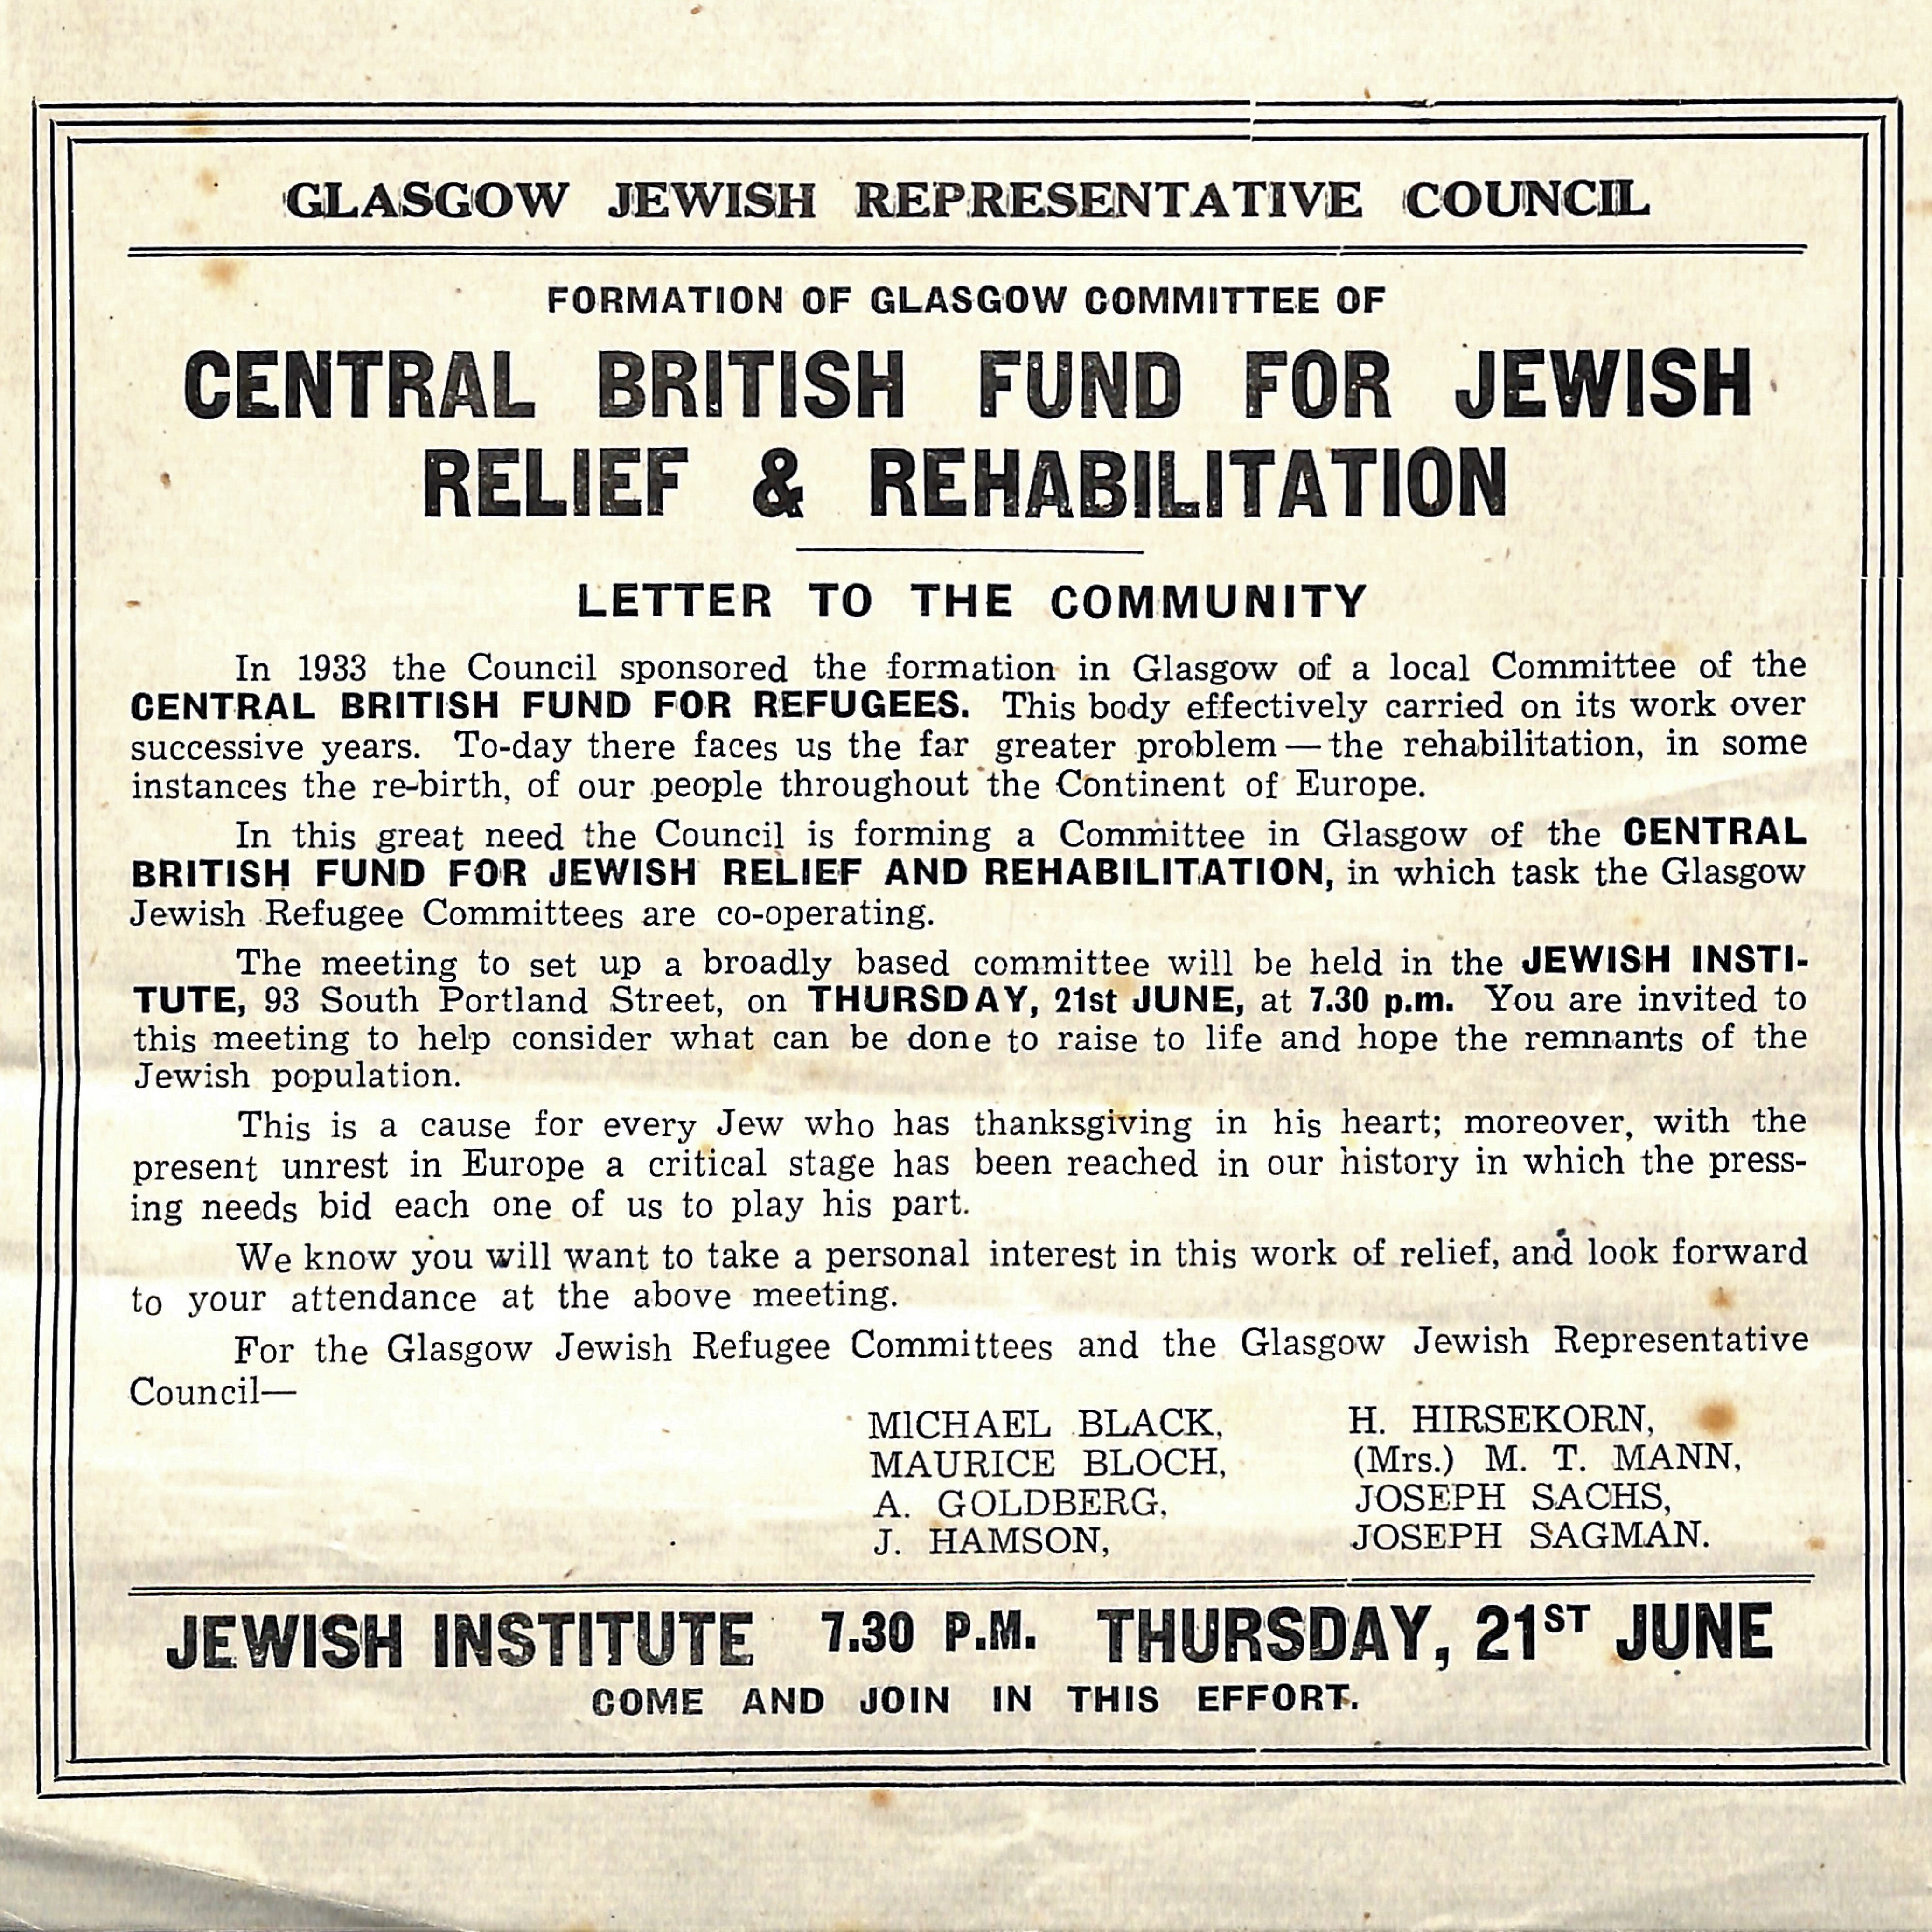 GLASGOW JEWISH REPRESENTATIVE COUNCIL
FORMATION OF GLASGOW COMMITTEE OF
CENTRAL BRITISH FUND FOR JEWISH
RELIEF & REHABILITATION
LETTER TO THE COMMUNITY
In 1933 the Council sponsored the formation in Glasgow of a local Committee of the
CENTRAL BRITISH FUND FOR REFUGEES. This body effectively carried on its work over
successive years. To-day there faces us the far greater problem—the rehabilitation, in some
instances the re-birth, of our people throughout the Continent of Europe.
In this great need the Council is forming a Committee in Glasgow of the CENTRAL
BRITISH FUND FOR JEWISH RELIEF AND REHABILITATION, in which task the Glasgow
Jewish Refugee Committees are co-operating.
The meeting to set up a broadly based committee will be held in the JEWISH INSTI-
TUTE, 93 South Portland Street, on THURSDAY, 21st JUNE, at 7.30 p.m. You are invited to
this meeting to help consider what can be done to raise to life and hope the remnants of the
Jewish population.
This is a cause for every Jew who has thanksgiving in his heart; moreover, with the
present unrest in Europe a critical stage has been reached in our history in which the press-
ing needs bid each one of us to play his part.
We know you will want to take a personal interest in this work of relief, and look forward
to your attendance at the above meeting.
For the Glasgow Jewish Refugee Committees and the Glasgow Jewish Representative
Council—
MICHAEL BLACK, H. HIRSEKORN,
MAURICE BLOCH, (Mrs.) M. T. MANN,
A. GOLDBERG, JOSEPH SACHS,
J. HAMSON, JOSEPH SAGMAN.
JEWISH INSTITUTE 7.30 P.M. THURSDAY, 21ST JUNE
COME AND JOIN IN THIS EFFORT.